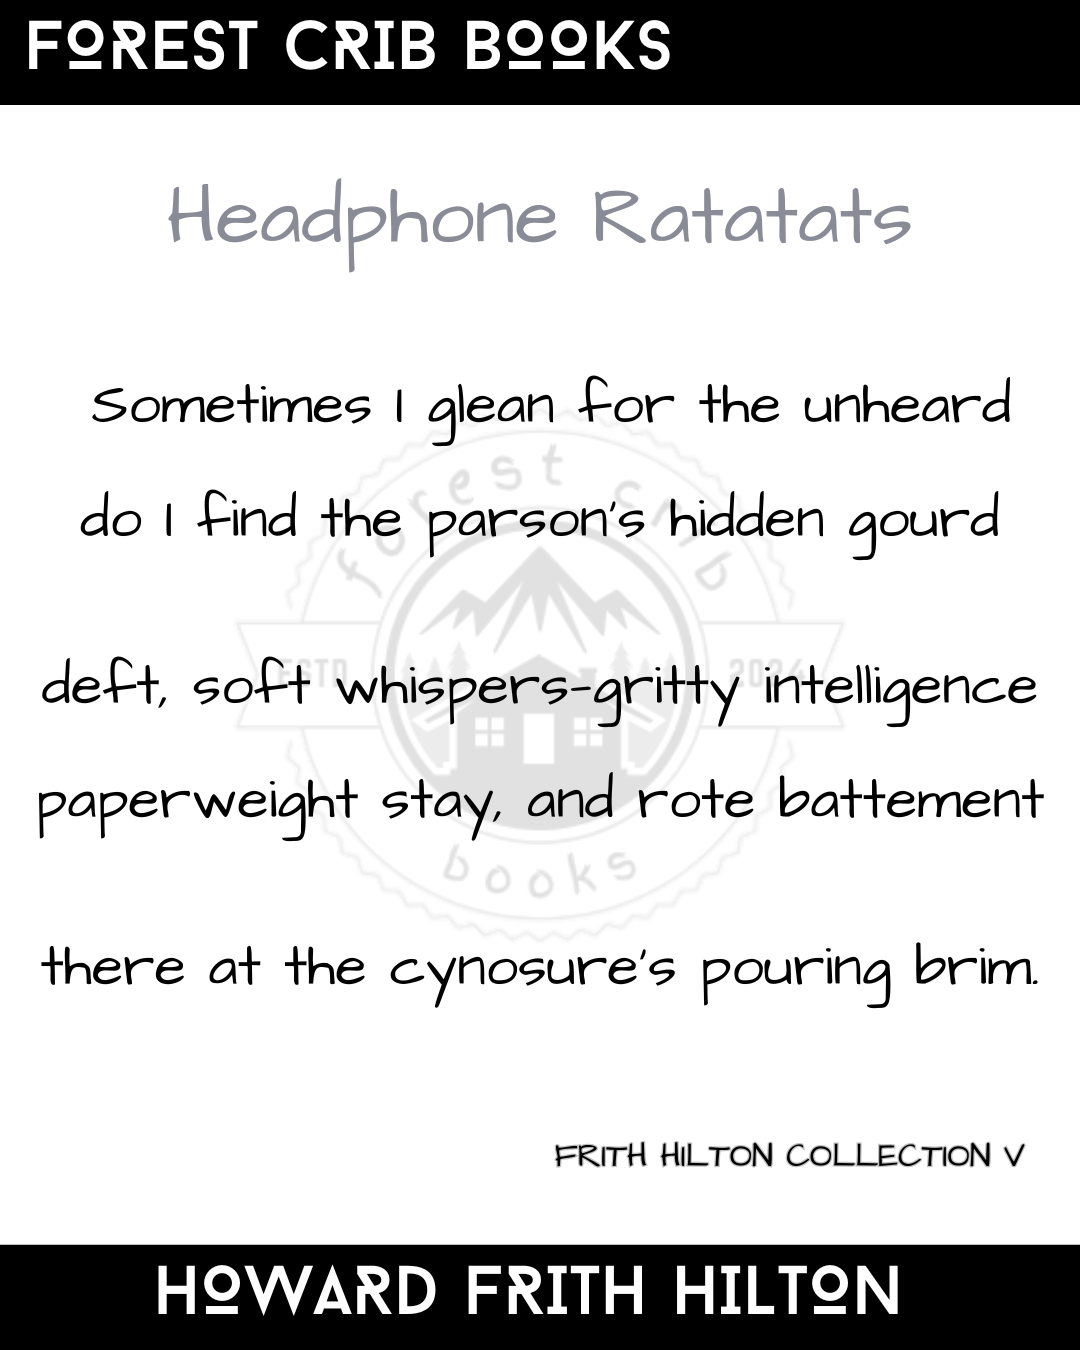 FOREST CRIB BOOKS
Headphone Ratatats
Sometimes I glean for the unheard
do I find the parson's hidden gourd
deft, soft whispers-gritty intelligence
paperweight stay, and rote battement
there at the cynosure's pouring brim.
forest crib
ESTD 2024
books
FRITH HILTON COLLECTION V
HOWARD FRITH HILTON